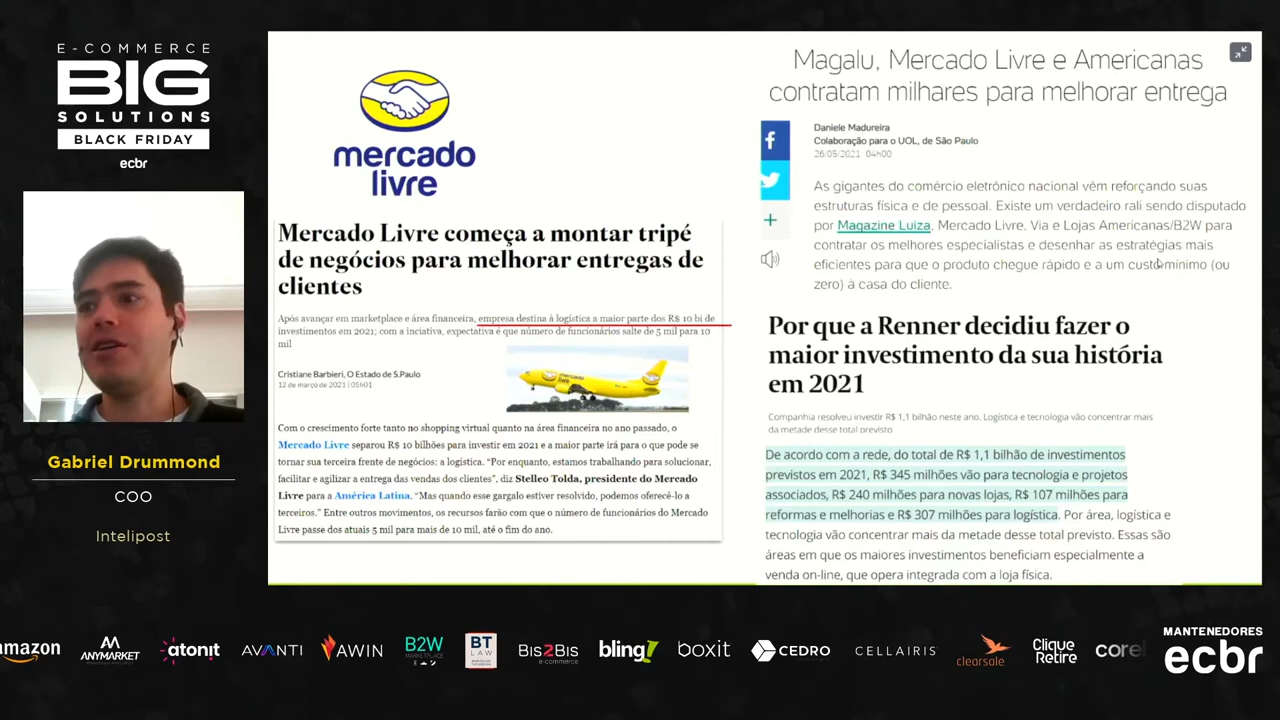 E-COMMERCE
BIG
SOLUTIONS
BLACK FRIDAY
ecbr
Gabriel Drummond
COO
Intelipost
mercado
livre
Mercado Livre começa a montar tripé
de negócios para melhorar entregas de
clientes
Após avançar em marketplace e área financeira, empresa destina à logística a maior parte dos R$ 10 bi de
investimentos em 2021; com a inciativa, expectativa é que número de funcionários salte de 5 mil para 10
mil
Cristiane Barbieri, O Estado de S.Paulo
12 de março de 2021 | 05h01
mercado
livre
Com o crescimento forte tanto no shopping virtual quanto na área financeira no ano passado, o
Mercado Livre separou R$ 10 bilhões para investir em 2021 e a maior parte irá para o que pode se
tornar sua terceira frente de negócios: a logística. “Por enquanto, estamos trabalhando para solucionar,
facilitar e agilizar a entrega das vendas dos clientes”, diz Stelleo Tolda, presidente do Mercado
Livre para a América Latina. “Mas quando esse gargalo estiver resolvido, podemos oferecê-lo a
terceiros.” Entre outros movimentos, os recursos farão com que o número de funcionários do Mercado
Livre passe dos atuais 5 mil para mais de 10 mil, até o fim do ano.
Magalu, Mercado Livre e Americanas
contratam milhares para melhorar entrega
Daniele Madureira
Colaboração para o UOL, de São Paulo
26/05/2021 04h00
As gigantes do comércio eletrônico nacional vêm reforçando suas
estruturas física e de pessoal. Existe um verdadeiro rali sendo disputado
por Magazine Luiza, Mercado Livre, Via e Lojas Americanas/B2W para
contratar os melhores especialistas e desenhar as estratégias mais
eficientes para que o produto chegue rápido e a um custo mínimo (ou
zero) à casa do cliente.
Por que a Renner decidiu fazer o
maior investimento da sua história
em 2021
Companhia resolveu investir R$ 1,1 bilhão neste ano. Logística e tecnologia vão concentrar mais
da metade desse total previsto
De acordo com a rede, do total de R$ 1,1 bilhão de investimentos
previstos em 2021, R$ 345 milhões vão para tecnologia e projetos
associados, R$ 240 milhões para novas lojas, R$ 107 milhões para
reformas e melhorias e R$ 307 milhões para logística. Por área, logística e
tecnologia vão concentrar mais da metade desse total previsto. Essas são
áreas em que os maiores investimentos beneficiam especialmente a
venda on-line, que opera integrada com a loja física.
amazon
ANYMARKET
atonit
AVANTI
AWIN
B2W
MARKETPLACE
BT
LAW
BIS2BIS
e-commerce
bling!
boxit
CEDRO
CELLAIRIS
clearsale
Clique
Retire
core
MANTENEDORES
ecbr